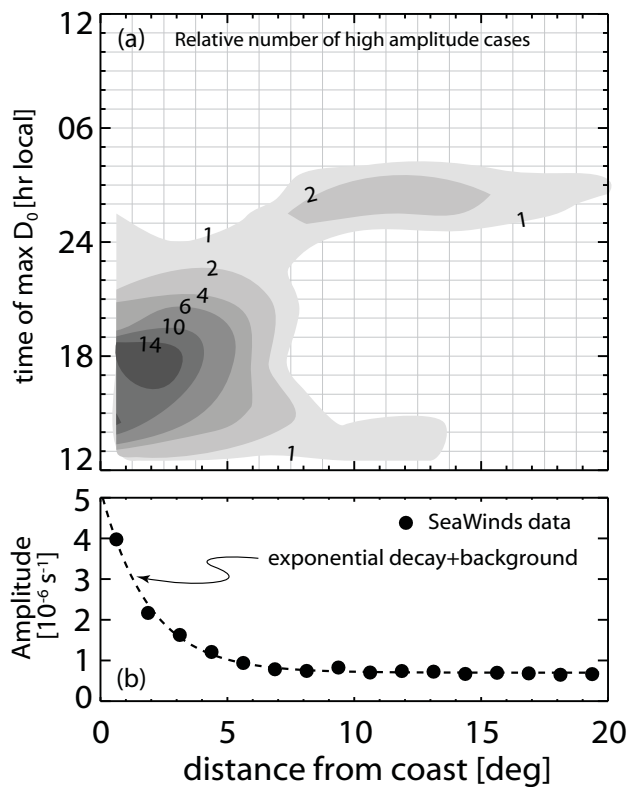 12
(a) Relative number of high amplitude cases
06
2
1
1
24
2
4
6
10
14
18
1
12
time of max D₀ [hr local]
5
SeaWinds data
4
exponential decay+background
3
2
1
(b)
0
Amplitude
[10⁻⁶ s⁻¹]
0 5 10 15 20
distance from coast [deg]